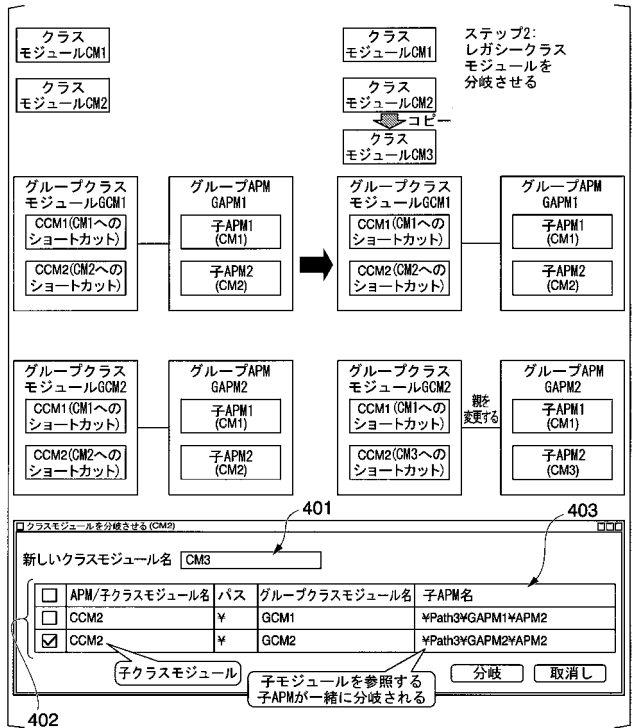 クラス
モジュールCM1
クラス
モジュールCM2
クラス
モジュールCM1
クラス
モジュールCM2
コピー
クラス
モジュールCM3
ステップ2:
レガシークラス
モジュールを
分岐させる
グループクラス
モジュールGCM1
CCM1(CM1への
ショートカット)
CCM2(CM2への
ショートカット)
グループAPM
GAPM1
子APM1
(CM1)
子APM2
(CM2)
グループクラス
モジュールGCM1
CCM1(CM1への
ショートカット)
CCM2(CM2への
ショートカット)
グループAPM
GAPM1
子APM1
(CM1)
子APM2
(CM2)
グループクラス
モジュールGCM2
CCM1(CM1への
ショートカット)
CCM2(CM2への
ショートカット)
グループAPM
GAPM2
子APM1
(CM1)
子APM2
(CM2)
グループクラス
モジュールGCM2
CCM1(CM1への
ショートカット)
CCM2(CM3への
ショートカット)
親を
変更する
グループAPM
GAPM2
子APM1
(CM1)
子APM2
(CM3)
401
403
クラスモジュールを分岐させる(CM2)
新しいクラスモジュール名 CM3
APM/子クラスモジュール名 パス グループクラスモジュール名 子APM名
CCM2 ¥ GCM1 ¥Path3¥GAPM1¥APM2
CCM2 ¥ GCM2 ¥Path3¥GAPM2¥APM2
子クラスモジュール
子モジュールを参照する
子APMが一緒に分岐される
分岐 取消し
402